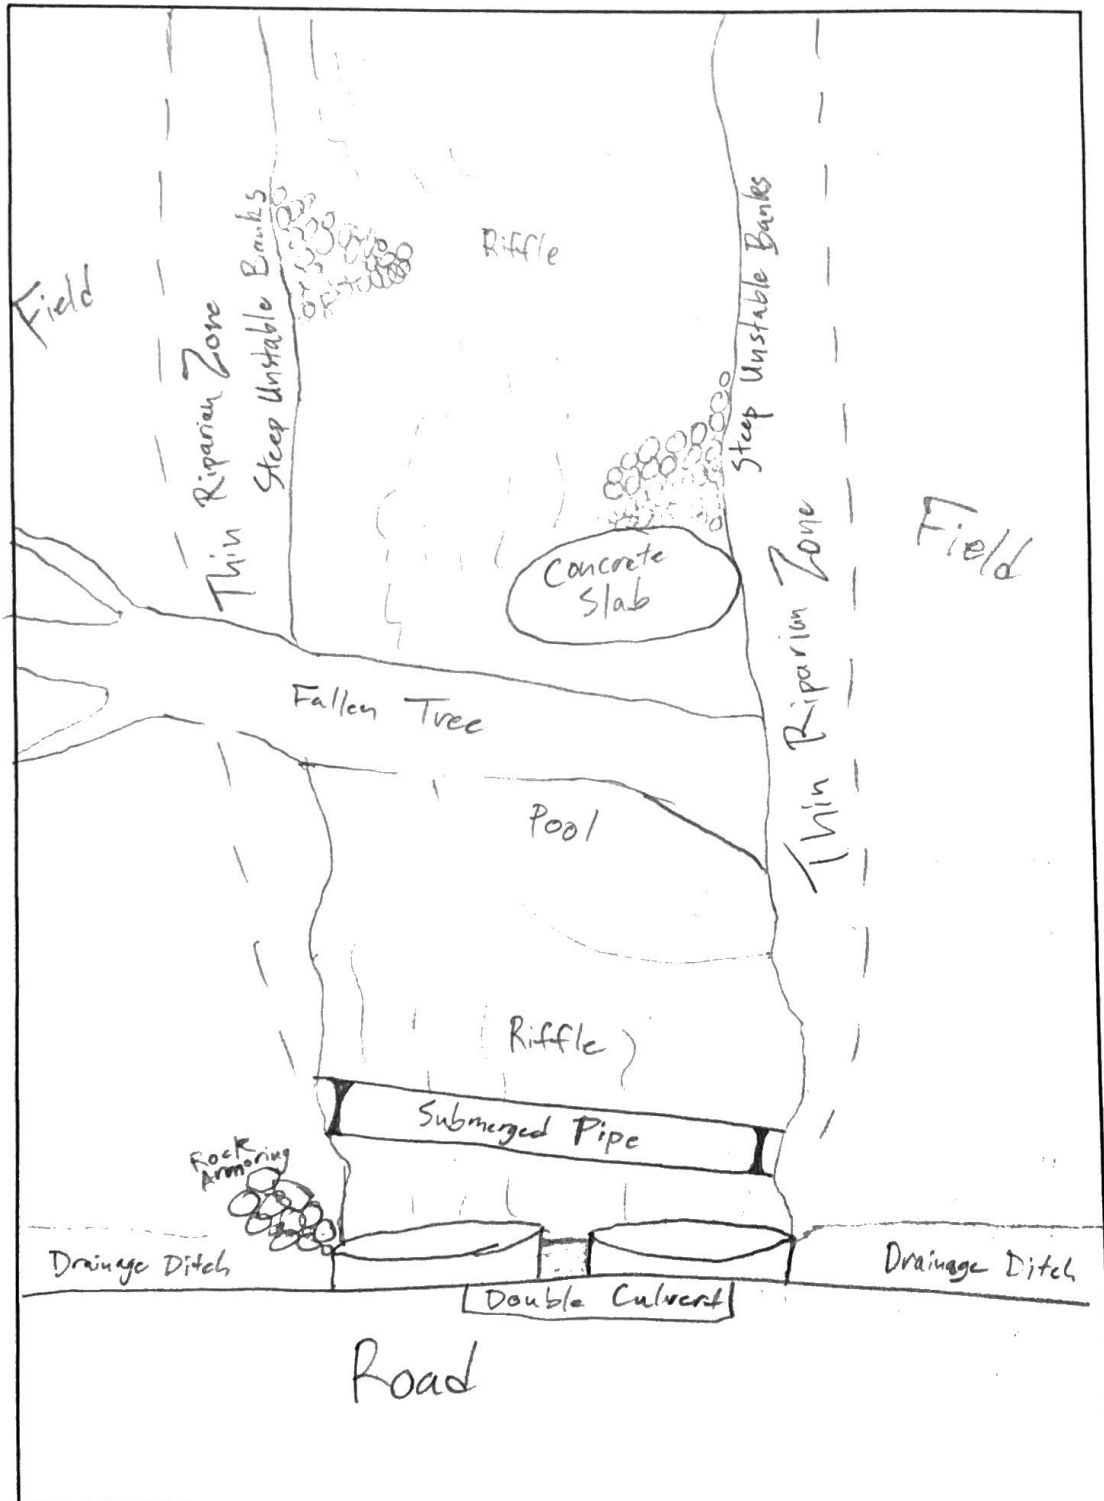 Riffle
Field
Thin Riparian Zone
Steep Unstable Banks
Steep Unstable Banks
Field
Concrete
Slab
Thin Riparian Zone
Fallen Tree
Pool
Riffle
Submerged Pipe
Rock
Armoring
Drainage Ditch
Drainage Ditch
Double Culvert
Road